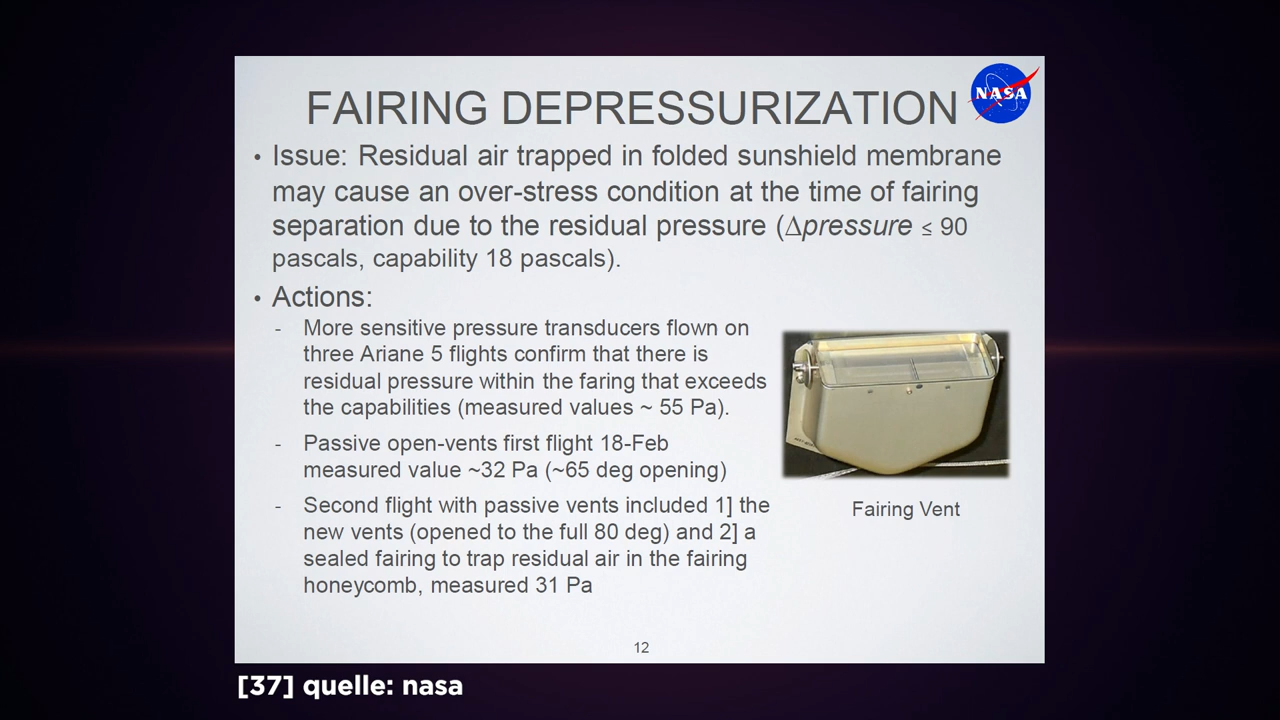 FAIRING DEPRESSURIZATION
NASA
• Issue: Residual air trapped in folded sunshield membrane
may cause an over-stress condition at the time of fairing
separation due to the residual pressure (∆pressure ≤ 90
pascals, capability 18 pascals).
• Actions:
- More sensitive pressure transducers flown on
three Ariane 5 flights confirm that there is
residual pressure within the faring that exceeds
the capabilities (measured values ~ 55 Pa).
- Passive open-vents first flight 18-Feb
measured value ~32 Pa (~65 deg opening)
- Second flight with passive vents included 1] the
new vents (opened to the full 80 deg) and 2] a
sealed fairing to trap residual air in the fairing
honeycomb, measured 31 Pa
Fairing Vent
12
[37] quelle: nasa